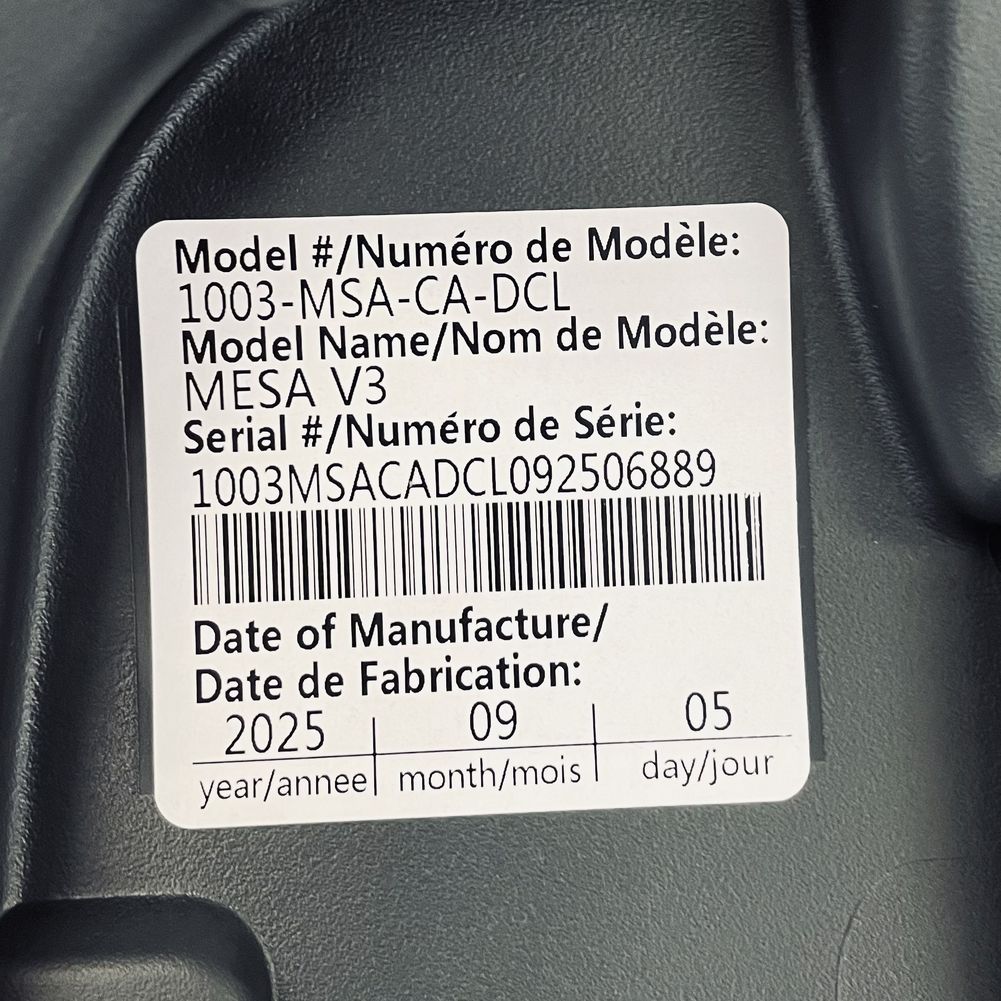 Model #/Numéro de Modèle:
1003-MSA-CA-DCL
Model Name/Nom de Modèle:
MESA V3
Serial #/Numéro de Série:
1003MSACADCL092506889
Date of Manufacture/
Date de Fabrication:
2025 09 05
year/annee month/mois day/jour